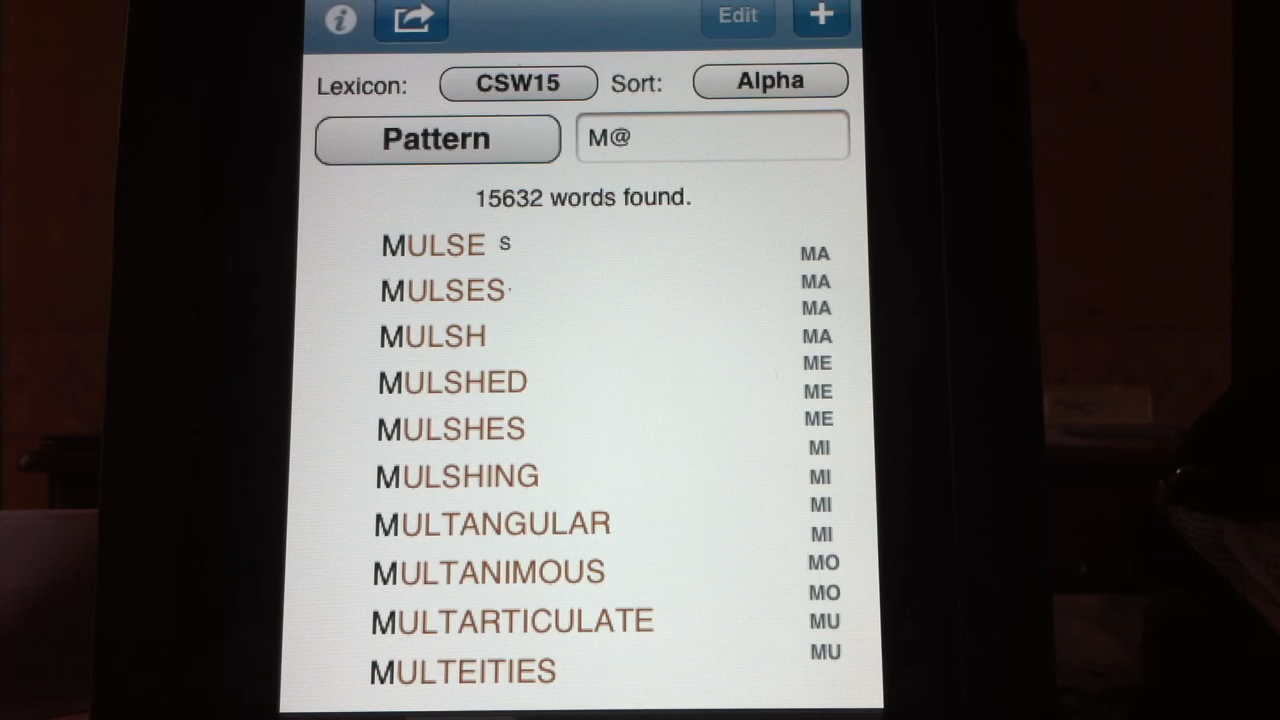 i Edit +
Lexicon: CSW15 Sort: Alpha
Pattern M@
15632 words found.
MULSE S
MULSES·
MULSH
MULSHED
MULSHES
MULSHING
MULTANGULAR
MULTANIMOUS
MULTARTICULATE
MULTEITIES
MA
MA
MA
MA
ME
ME
ME
MI
MI
MI
MI
MO
MO
MU
MU